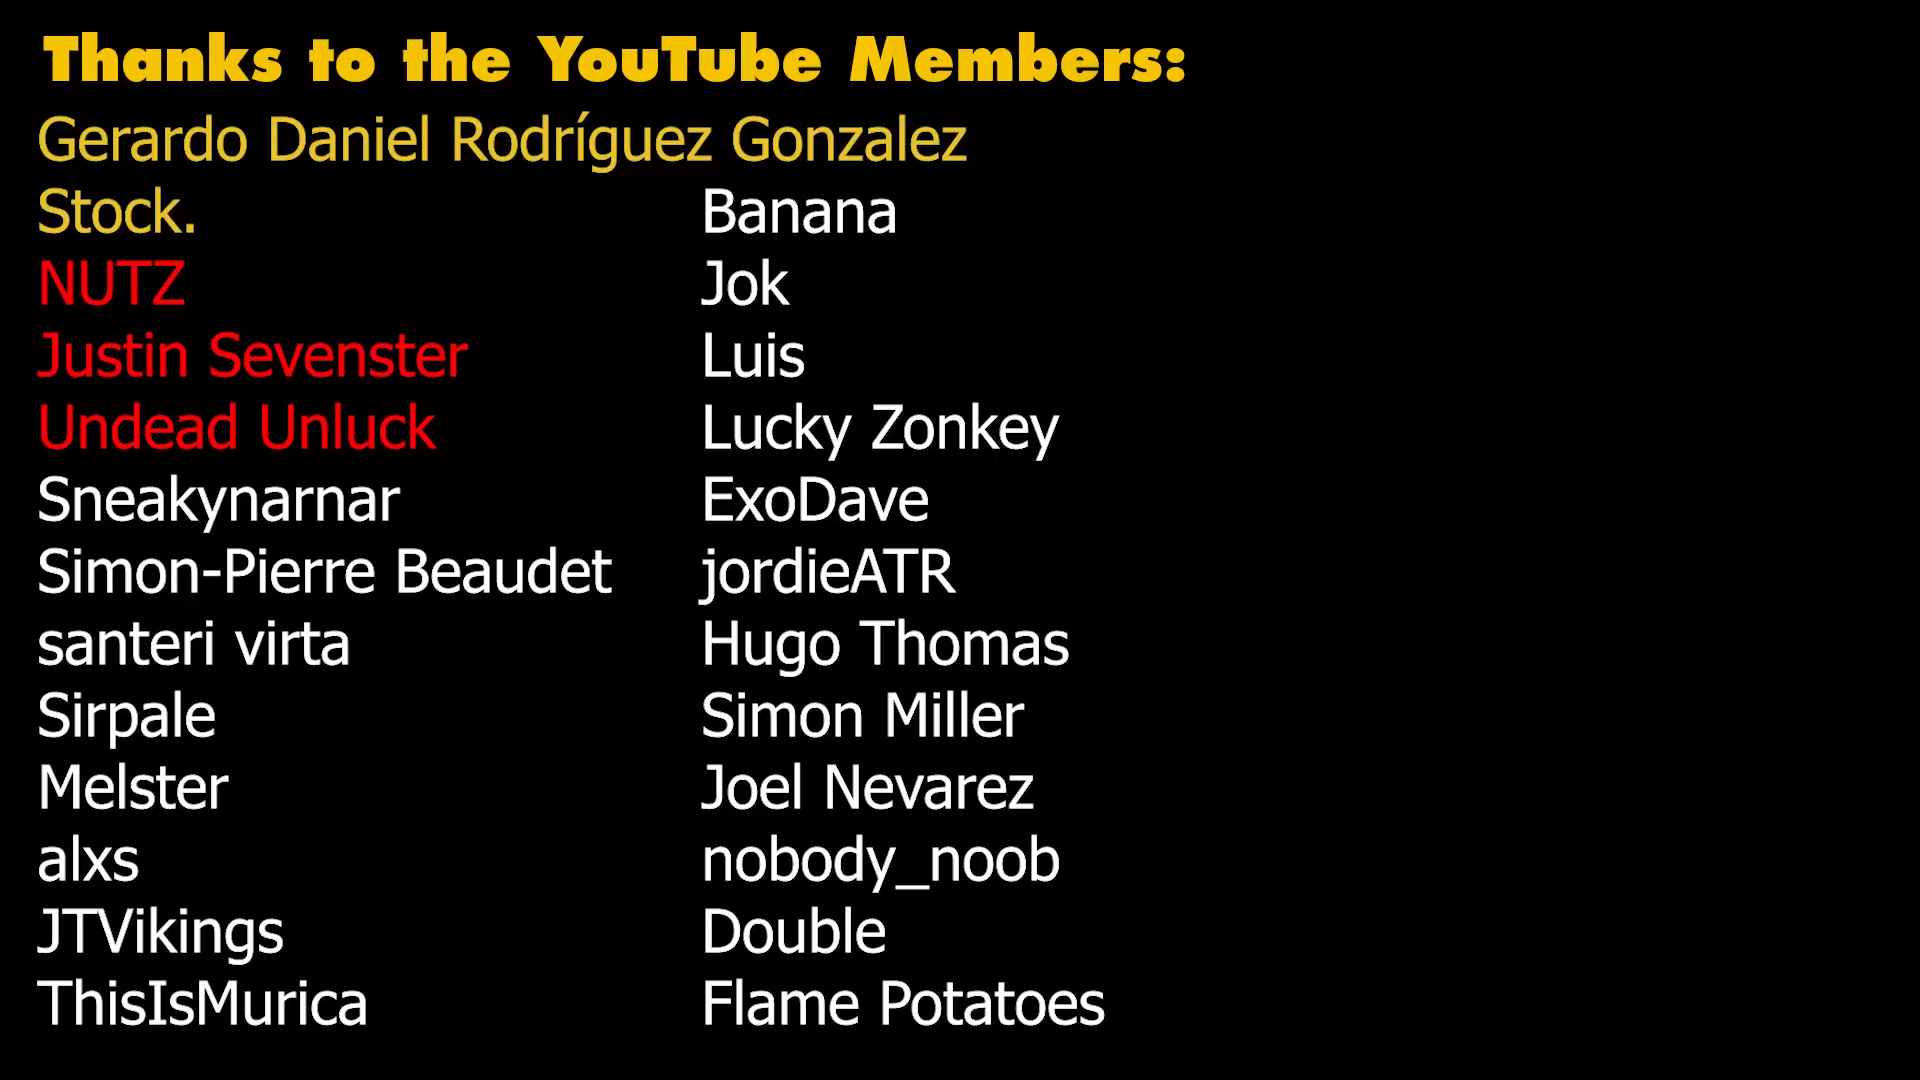 Thanks to the YouTube Members:
Gerardo Daniel Rodríguez Gonzalez
Stock.
NUTZ
Justin Sevenster
Undead Unluck
Sneakynarnar
Simon-Pierre Beaudet
santeri virta
Sirpale
Melster
alxs
JTVikings
ThisIsMurica
Banana
Jok
Luis
Lucky Zonkey
ExoDave
jordieATR
Hugo Thomas
Simon Miller
Joel Nevarez
nobody_noob
Double
Flame Potatoes